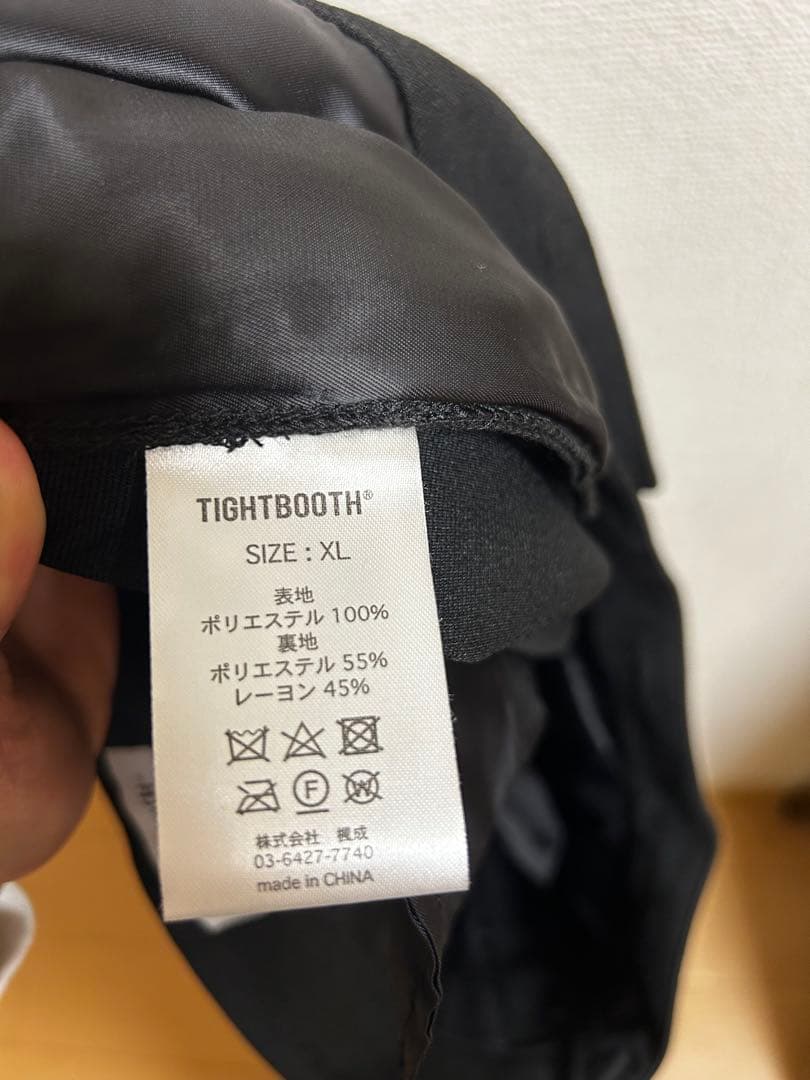 TIGHTBOOTH®
SIZE : XL
表地
ポリエステル 100%
裏地
ポリエステル 55%
レーヨン 45%
F
W
株式会社 楓成
03-6427-7740
made in CHINA